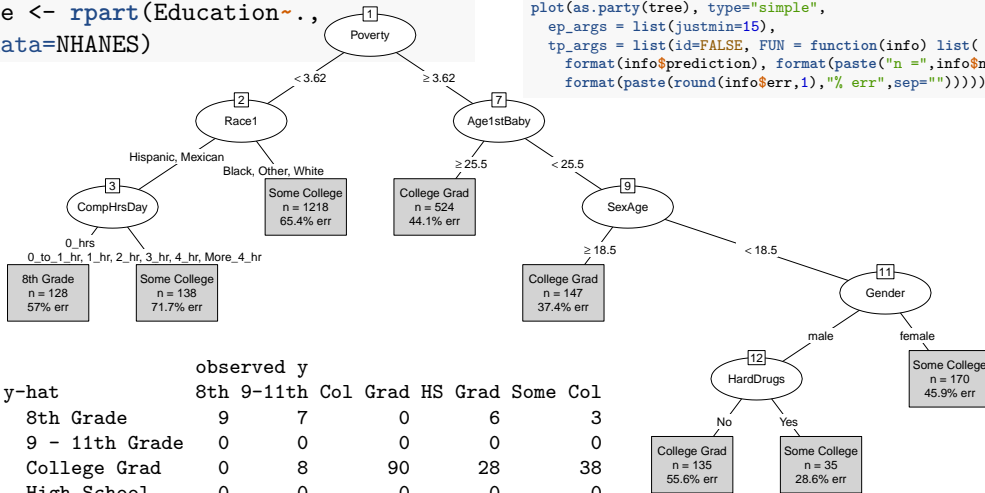 e <- rpart(Education~.,
ata=NHANES)
plot(as.party(tree), type="simple",
ep_args = list(justmin=15),
tp_args = list(id=FALSE, FUN = function(info) list(
format(info$prediction), format(paste("n =",info$n
format(paste(round(info$err,1),"% err",sep="")))))
1
Poverty
< 3.62
≥ 3.62
2
Race1
7
Age1stBaby
Hispanic, Mexican
Black, Other, White
≥ 25.5
< 25.5
3
CompHrsDay
Some College
n = 1218
65.4% err
College Grad
n = 524
44.1% err
9
SexAge
0_hrs
0_to_1_hr, 1_hr, 2_hr, 3_hr, 4_hr, More_4_hr
≥ 18.5
< 18.5
8th Grade
n = 128
57% err
Some College
n = 138
71.7% err
College Grad
n = 147
37.4% err
11
Gender
male
female
12
HardDrugs
Some College
n = 170
45.9% err
No
Yes
College Grad
n = 135
55.6% err
Some College
n = 35
28.6% err
observed y
y-hat 8th 9-11th Col Grad HS Grad Some Col
8th Grade 9 7 0 6 3
9 - 11th Grade 0 0 0 0 0
College Grad 0 8 90 28 38
High School 0 0 0 0 0